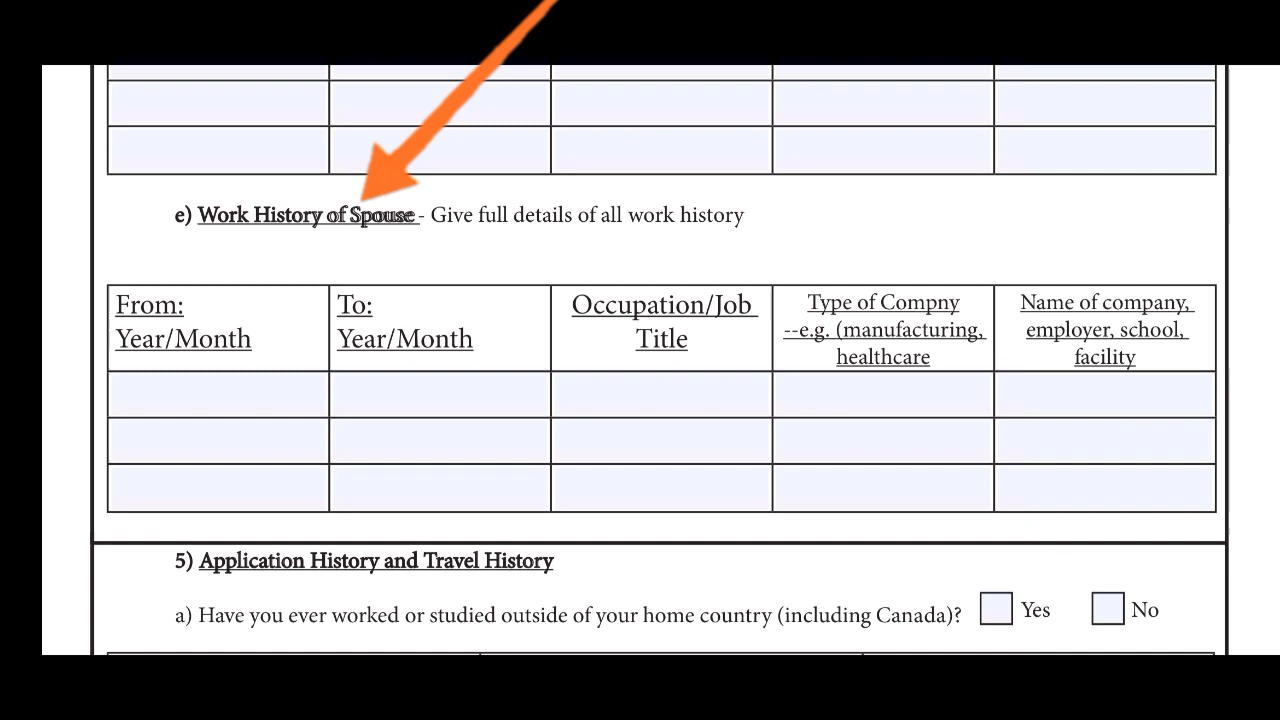 e) Work History of Spouse - Give full details of all work history
From:
Year/Month
To:
Year/Month
Occupation/Job
Title
Type of Compny
--e.g. (manufacturing,
healthcare
Name of company,
employer, school,
facility
5) Application History and Travel History
a) Have you ever worked or studied outside of your home country (including Canada)? Yes No